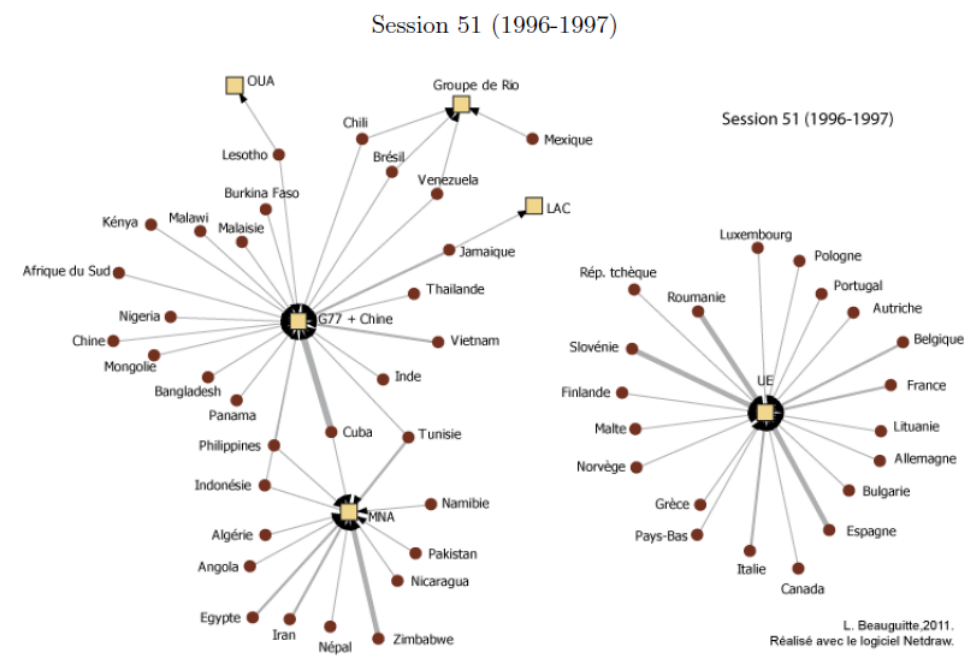 Session 51 (1996-1997)
OUA
Groupe de Rio
Session 51 (1996-1997)
Chili
Mexique
Lesotho
Brésil
Venezuela
Burkina Faso
LAC
Kénya
Malawi
Malaisie
Jamaique
Afrique du Sud
Thailande
Nigeria
G77 + Chine
Chine
Vietnam
Mongolie
Bangladesh
Inde
Panama
Philippines
Cuba
Tunisie
Indonésie
Namibie
MNA
Algérie
Pakistan
Angola
Nicaragua
Egypte
Iran
Népal
Zimbabwe
Luxembourg
Pologne
Rép. tchèque
Portugal
Roumanie
Autriche
Slovénie
Belgique
UE
Finlande
France
Malte
Lituanie
Norvège
Allemagne
Bulgarie
Grèce
Pays-Bas
Espagne
Italie
Canada
L. Beauguitte,2011.
Réalisé avec le logiciel Netdraw.